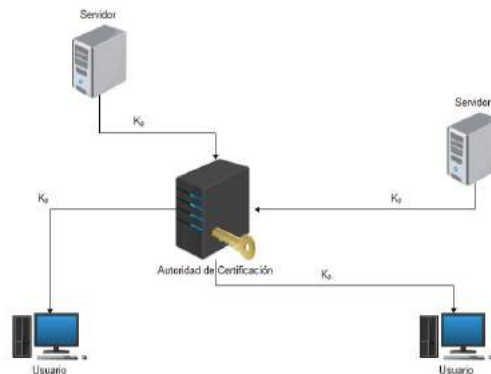 Servidor
Servidor
Kₚ
Kₚ
Kₚ
Autoridad de Certificación
Kₚ
Usuario
Usuario